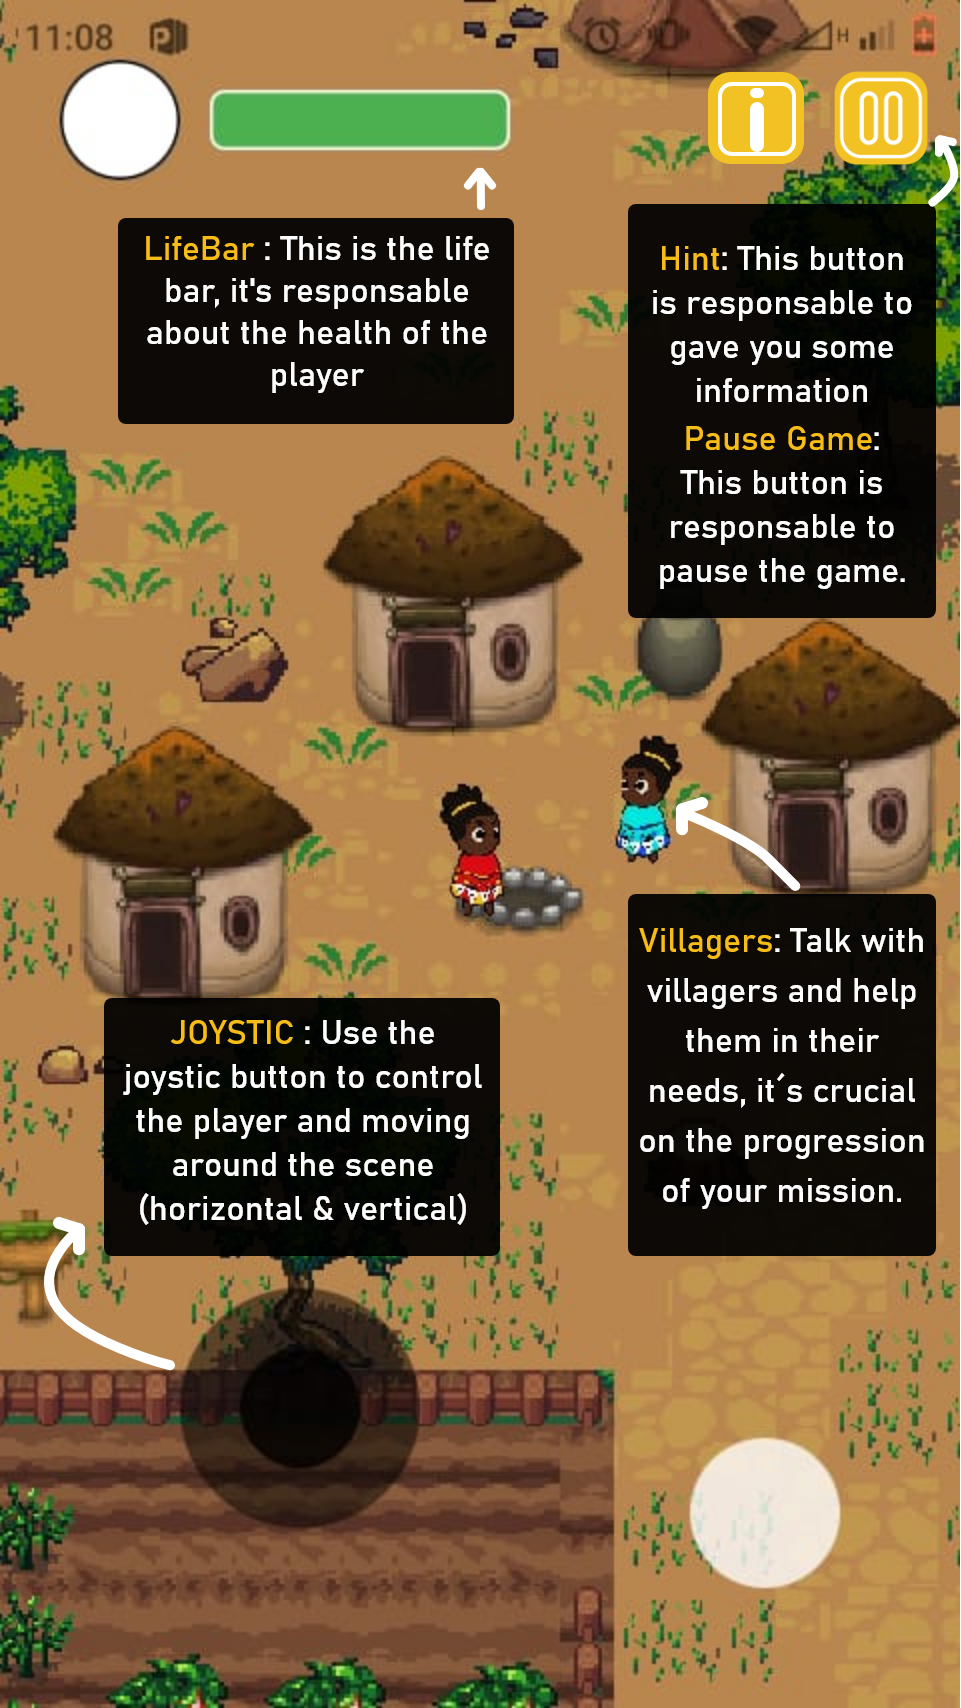 11:08
H
LifeBar : This is the life
bar, it's responsable
about the health of the
player
Hint: This button
is responsable to
gave you some
information
Pause Game:
This button is
responsable to
pause the game.
Villagers: Talk with
villagers and help
them in their
needs, it´s crucial
on the progression
of your mission.
JOYSTIC : Use the
joystic button to control
the player and moving
around the scene
(horizontal & vertical)